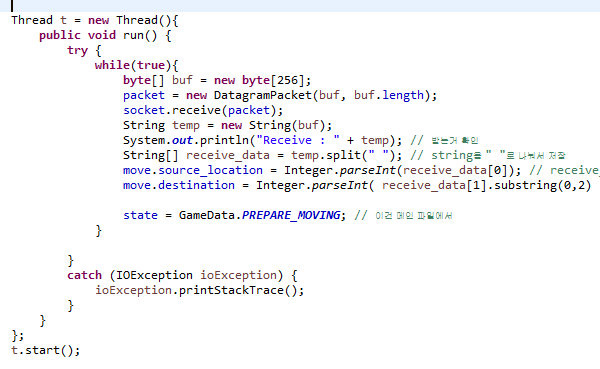 Thread t = new Thread(){
public void run() {
try {
while(true){
byte[] buf = new byte[256];
packet = new DatagramPacket(buf, buf.length);
socket.receive(packet);
String temp = new String(buf);
System.out.println("Receive : " + temp); // 받는거 확인
String[] receive_data = temp.split(" "); // string을 " "로 나눠서 저장
move.source_location = Integer.parseInt(receive_data[0]); // receive_
move.destination = Integer.parseInt( receive_data[1].substring(0,2)
state = GameData.PREPARE_MOVING; // 이건 메인 파일에서
}
}
catch (IOException ioException) {
ioException.printStackTrace();
}
}
};
t.start();